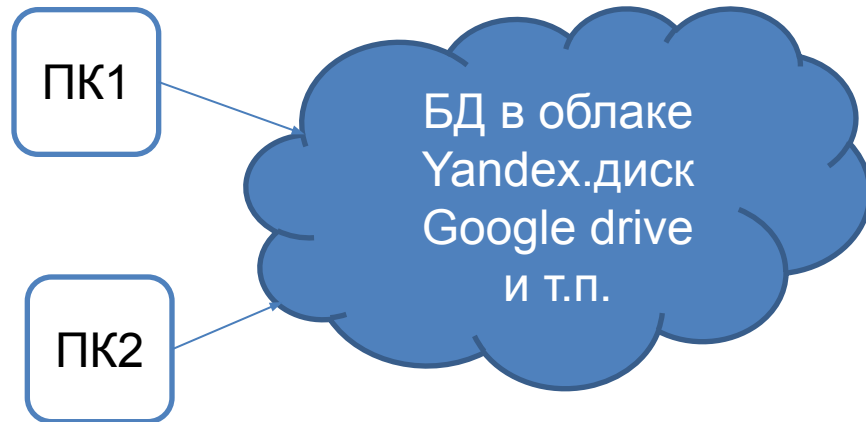 ПК1
БД в облаке
Yandex.диск
Google drive
и т.п.
ПК2